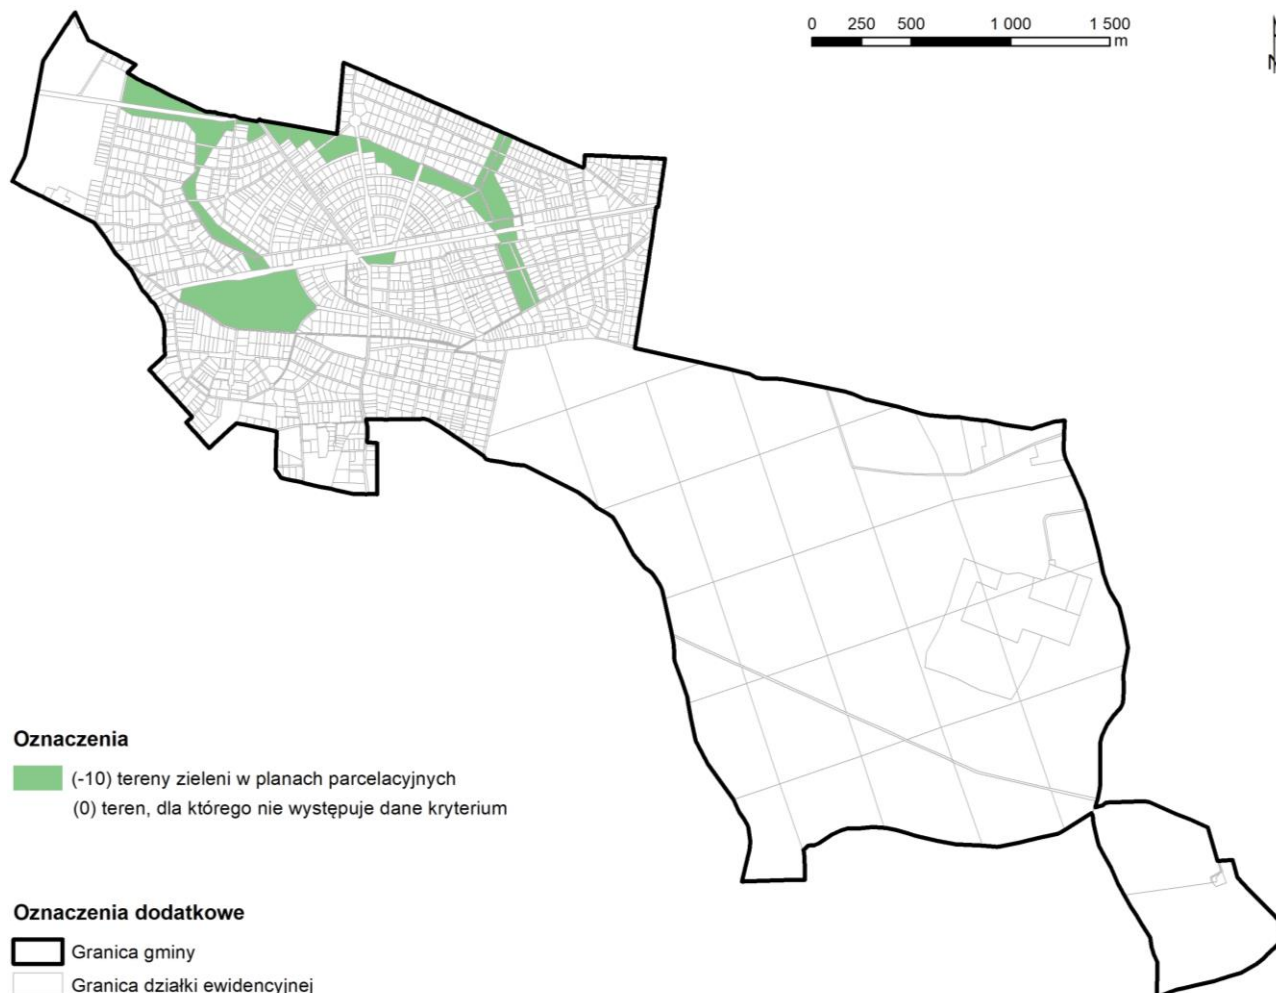 0 250 500 1 000 1 500
m
N
Oznaczenia
(-10) tereny zieleni w planach parcelacyjnych
(0) teren, dla którego nie występuje dane kryterium
Oznaczenia dodatkowe
Granica gminy
Granica działki ewidencyjnej